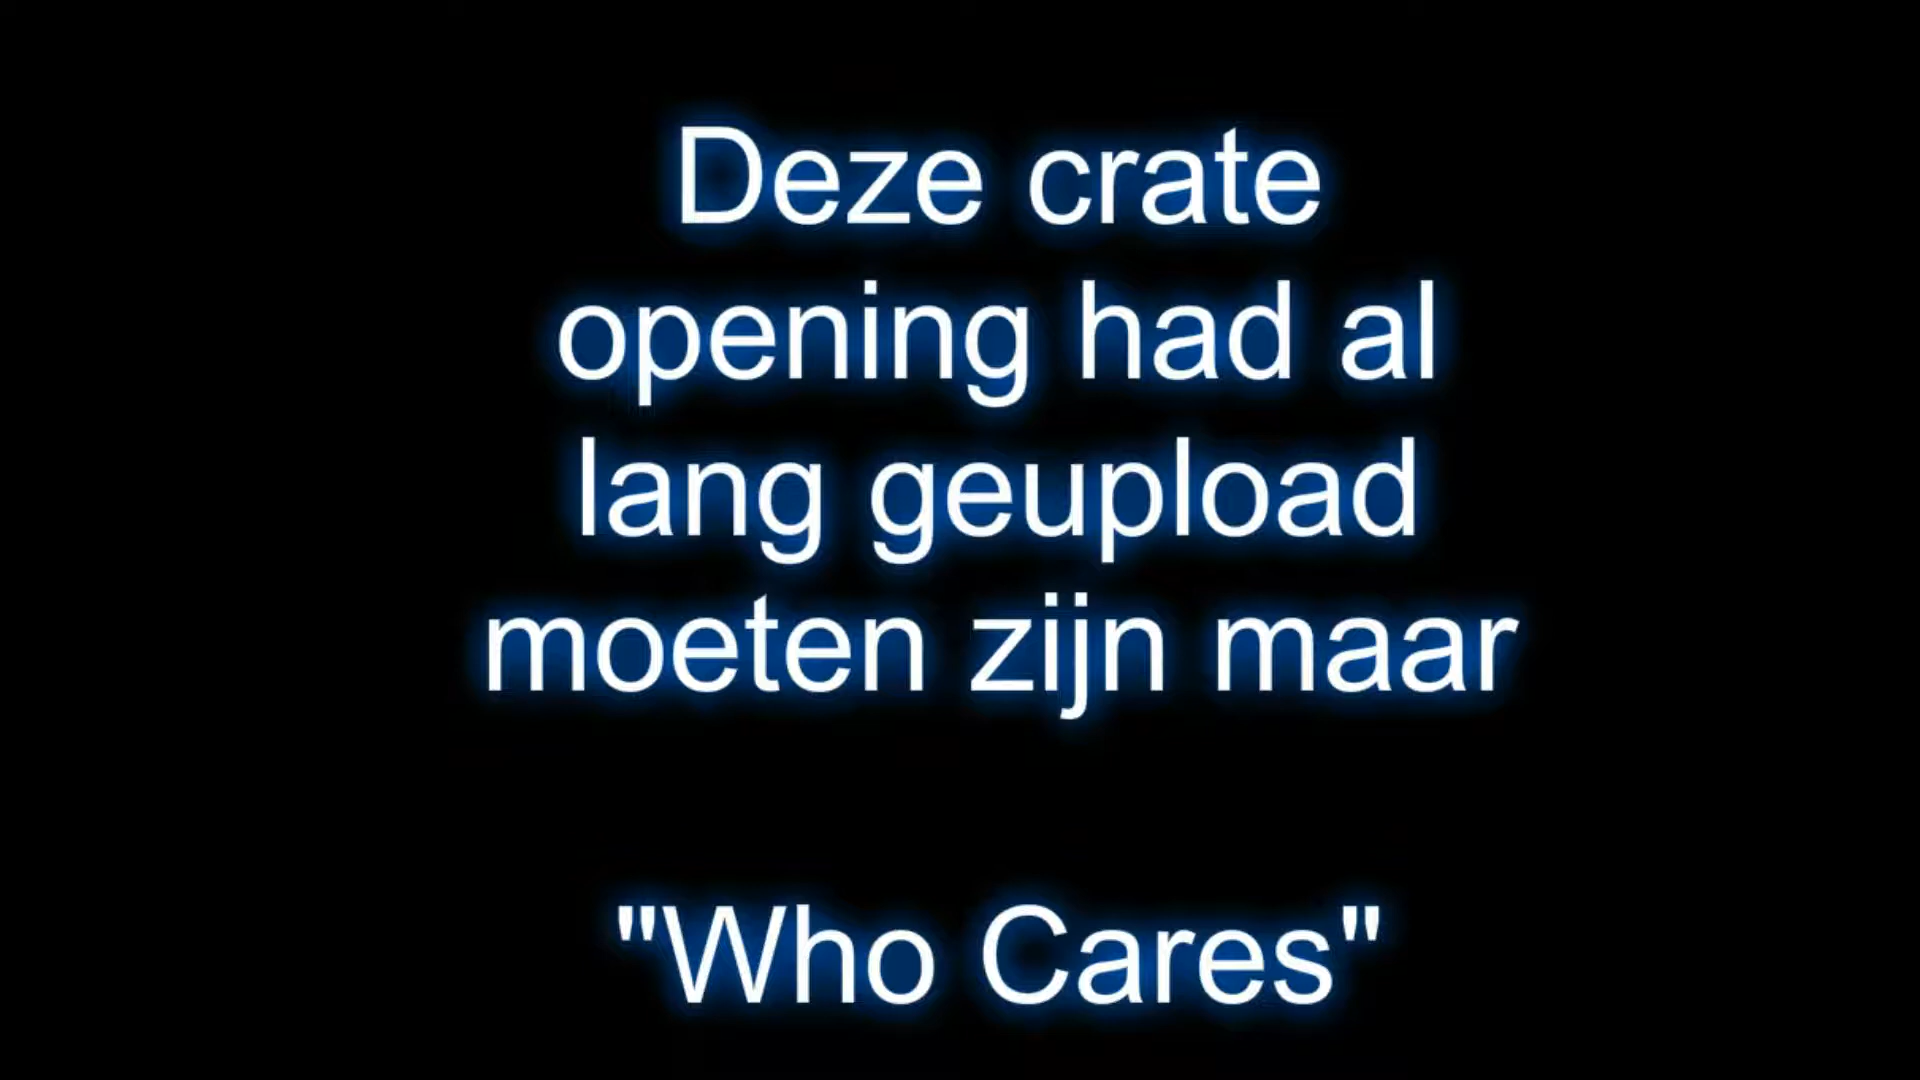 Deze crate
opening had al
lang geupload
moeten zijn maar
"Who Cares"